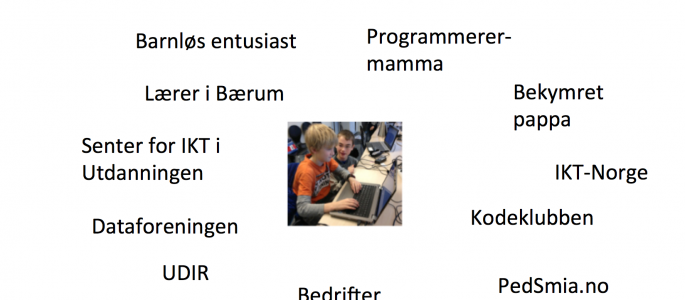 Barnløs entusiast
Programmerer-
mamma
Lærer i Bærum
Bekymret
pappa
Senter for IKT i
Utdanningen
IKT-Norge
Dataforeningen
Kodeklubben
UDIR
Bedrifter
PedSmia.no